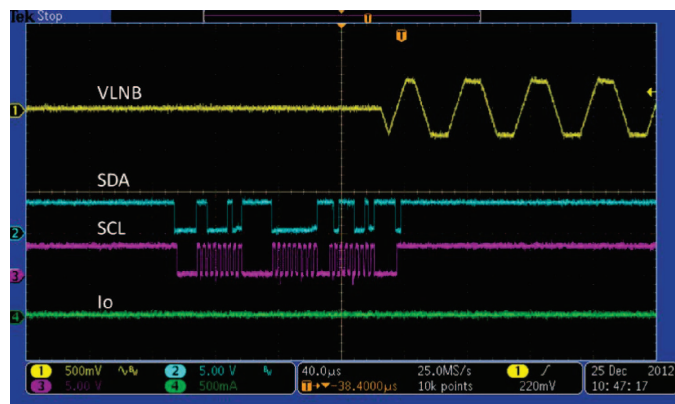 Tek Stop
T
T
1
VLNB
SDA
2
SCL
3
Io
4
1 500mV 2 5.00 V 40.0µs 25.0MS/s 1 25 Dec 2012
3 5.00 V 4 500mA T→▼-38.4000µs 10k points 220mV 10:47:17